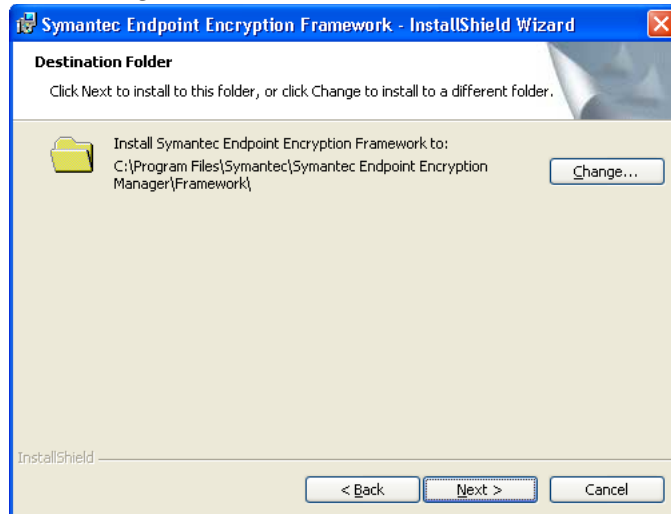 Symantec Endpoint Encryption Framework - InstallShield Wizard
Destination Folder
Click Next to install to this folder, or click Change to install to a different folder.
Install Symantec Endpoint Encryption Framework to:
C:\Program Files\Symantec\Symantec Endpoint Encryption
Manager\Framework\
Change...
InstallShield
< Back
Next >
Cancel